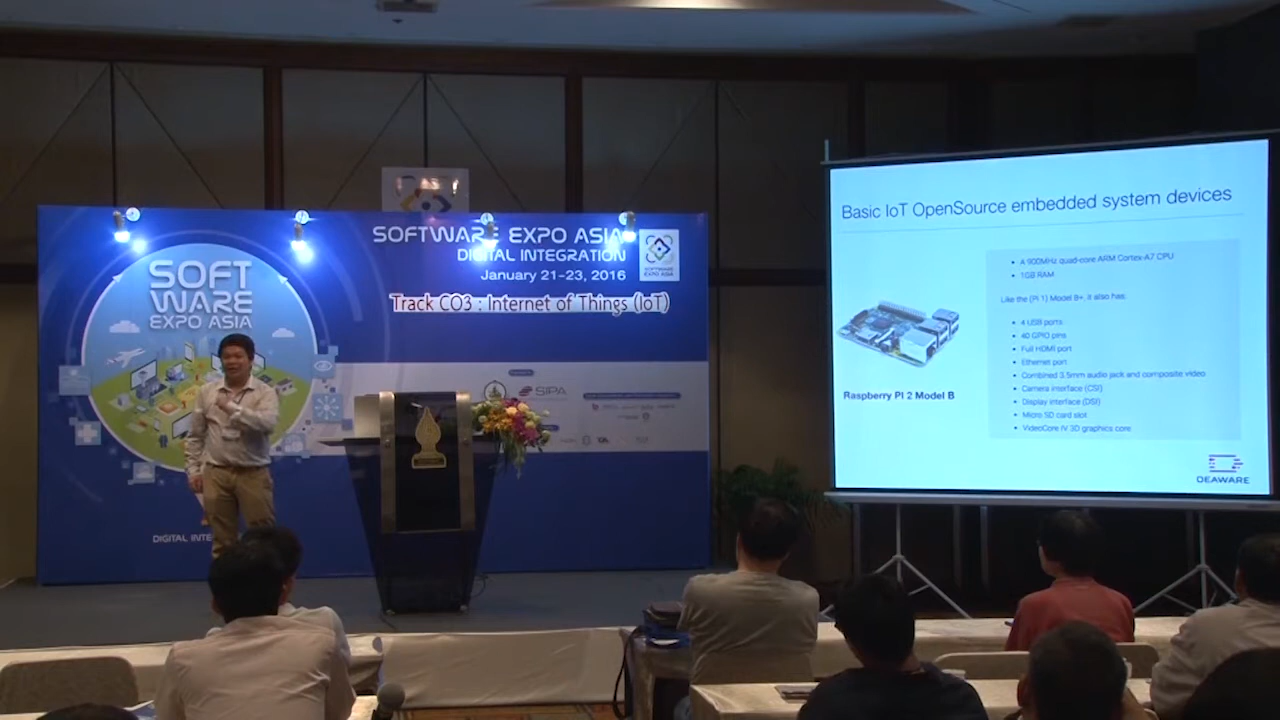 SOFTWARE EXPO ASIA
DIGITAL INTEGRATION
January 21-23, 2016
Track CO3 : Internet of Things (IoT)
SOFTWARE
EXPO ASIA
SOFT
WARE
EXPO ASIA
SIPA
DIGITAL INTE
Basic IoT OpenSource embedded system devices
• A 900MHz quad-core ARM Cortex-A7 CPU
• 1GB RAM
Like the (Pi 1) Model B+, it also has:
• 4 USB ports
• 40 GPIO pins
• Full HDMI port
• Ethernet port
• Combined 3.5mm audio jack and composite video
• Camera interface (CSI)
• Display interface (DSI)
• Micro SD card slot
• VideoCore IV 3D graphics core
Raspberry PI 2 Model B
DEAWARE